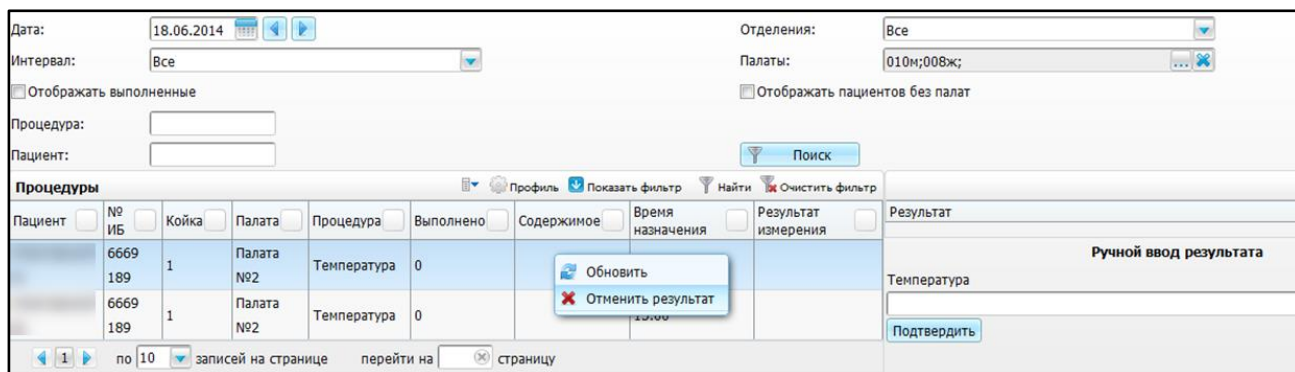 Дата: 18.06.2014 Отделения: Все
Интервал: Все Палаты: 010м;008ж; ...
Отображать выполненные Отображать пациентов без палат
Процедура:
Пациент: Поиск
Процедуры Профиль Показать фильтр Найти Очистить фильтр
Пациент № ИБ Койка Палата Процедура Выполнено Содержимое Время назначения Результат измерения Результат
6669 189 1 Палата №2 Температура 0
Ручной ввод результата
Обновить
Температура
Отменить результат
6669 189 1 Палата №2 Температура 0
Подтвердить
1 по 10 записей на странице перейти на страницу